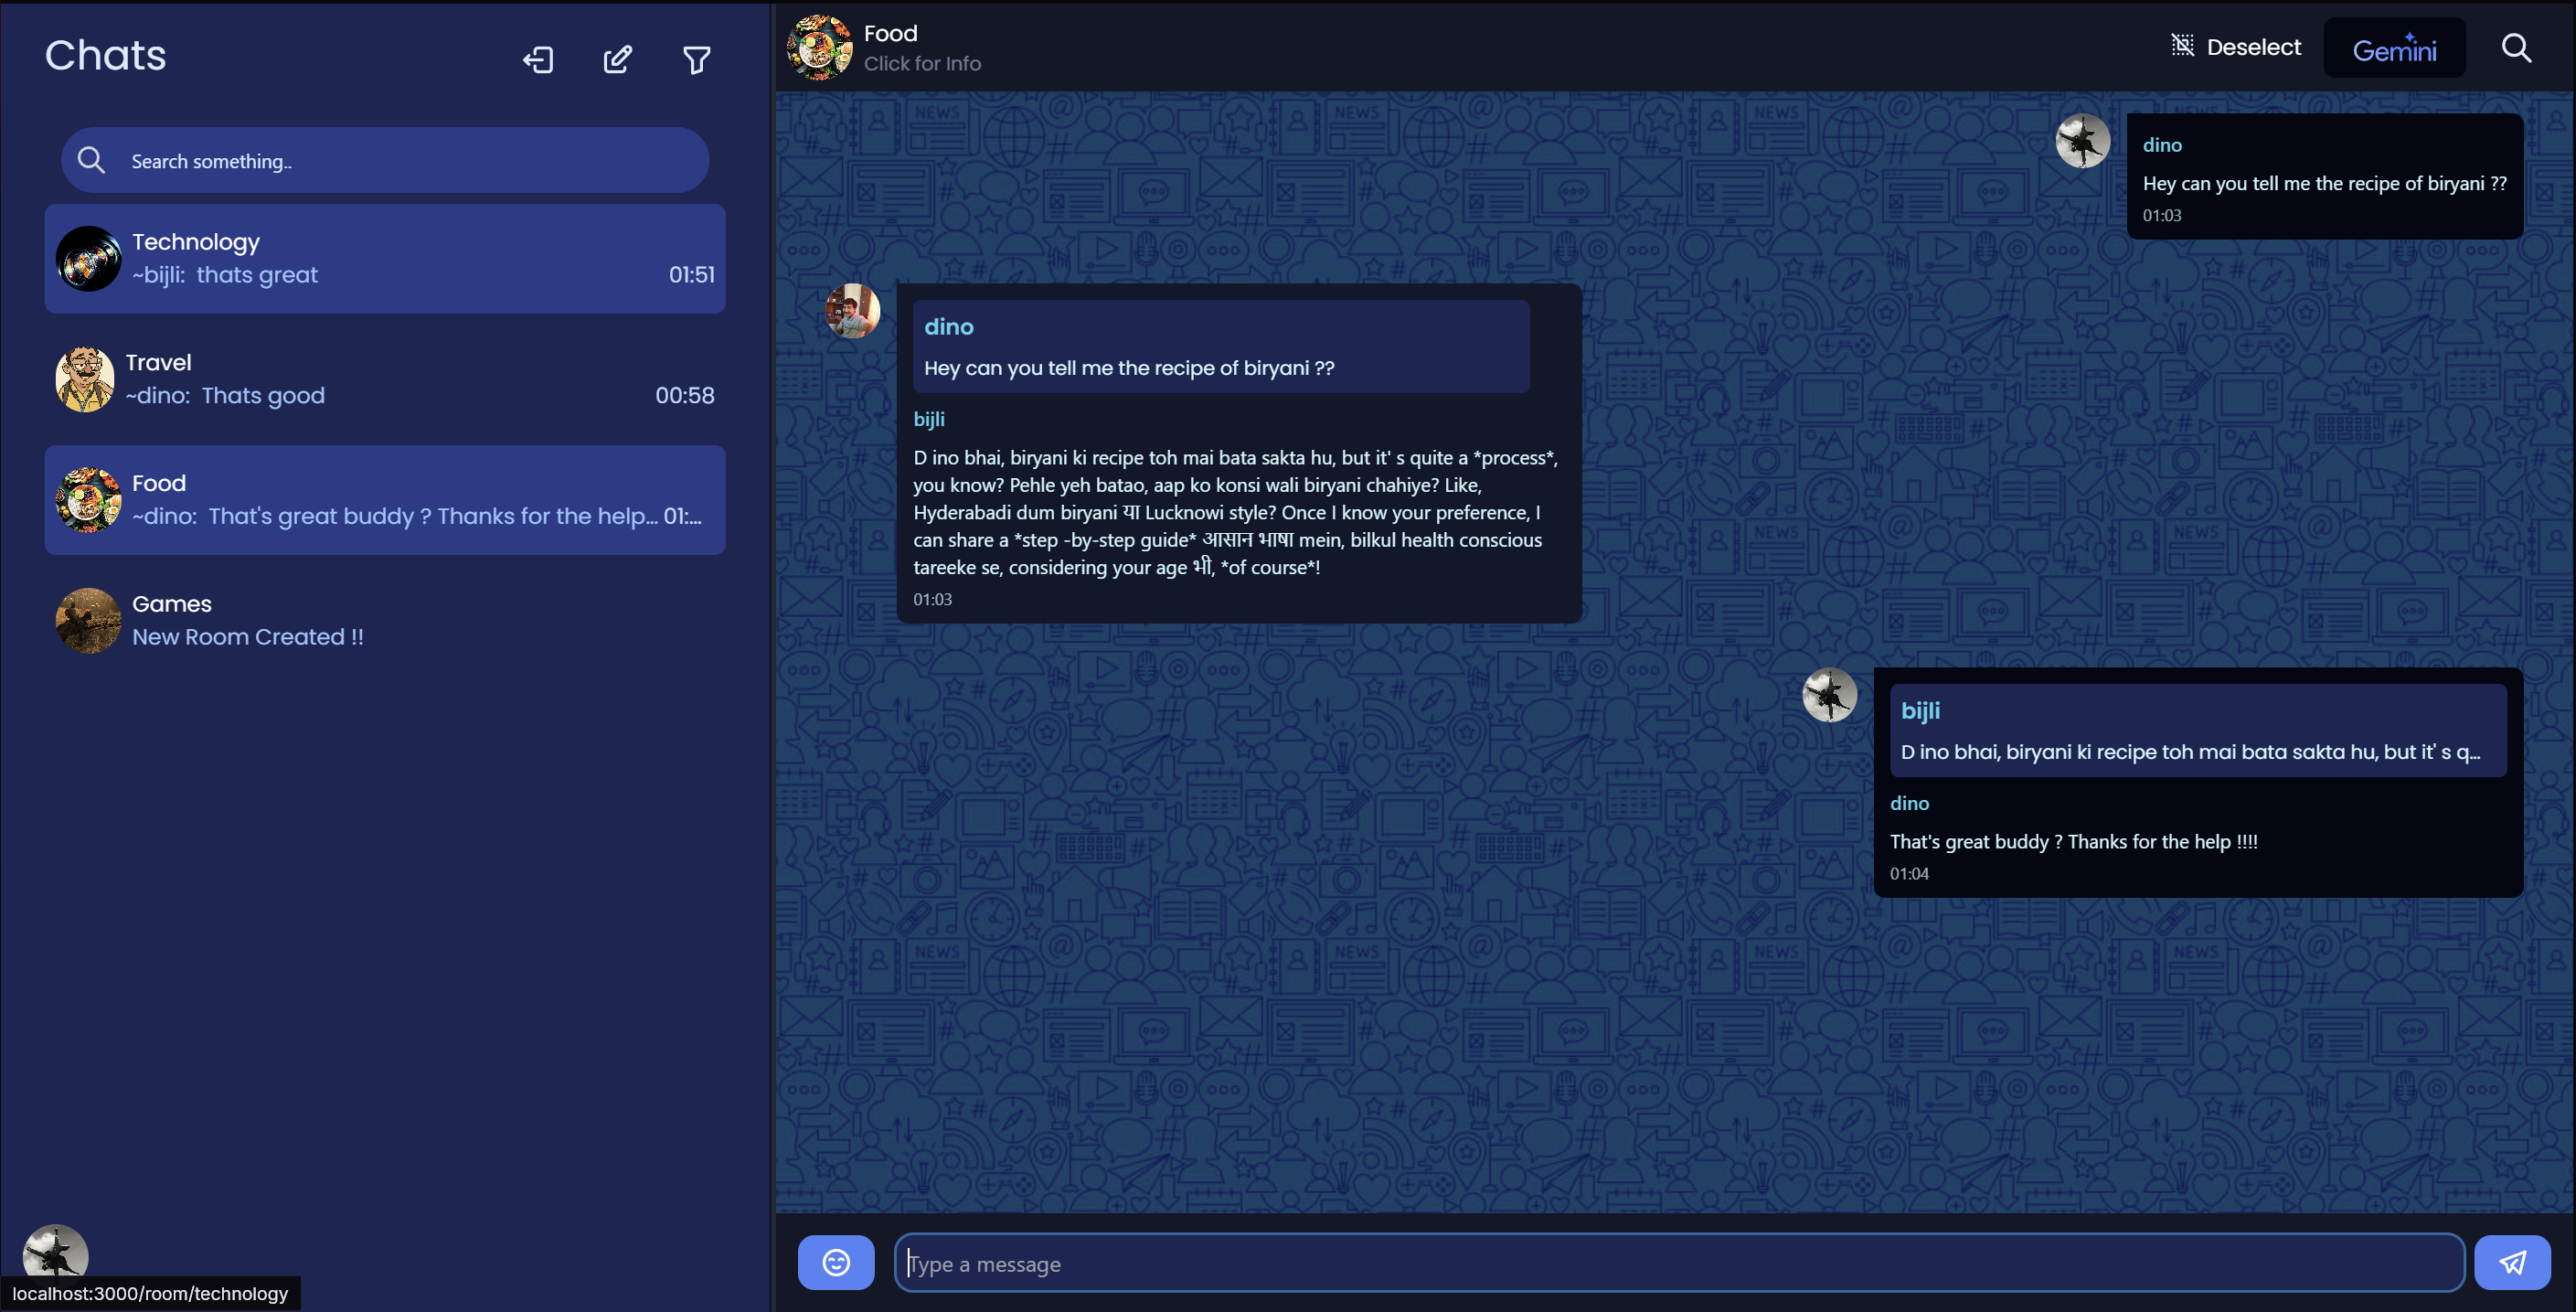 Chats
Search something..
Technology
~bijli: thats great 01:51
Travel
~dino: Thats good 00:58
Food
~dino: That's great buddy ? Thanks for the help... 01:...
Games
New Room Created !!
localhost:3000/room/technology
Food
Click for Info
Deselect
Gemini
dino
Hey can you tell me the recipe of biryani ??
01:03
dino
Hey can you tell me the recipe of biryani ??
bijli
D ino bhai, biryani ki recipe toh mai bata sakta hu, but it' s quite a *process*,
you know? Pehle yeh batao, aap ko konsi wali biryani chahiye? Like,
Hyderabadi dum biryani या Lucknowi style? Once I know your preference, I
can share a *step -by-step guide* आसान भाषा mein, bilkul health conscious
tareeke se, considering your age भी, *of course*!
01:03
bijli
D ino bhai, biryani ki recipe toh mai bata sakta hu, but it' s q...
dino
That's great buddy ? Thanks for the help !!!!
01:04
Type a message
NEWS